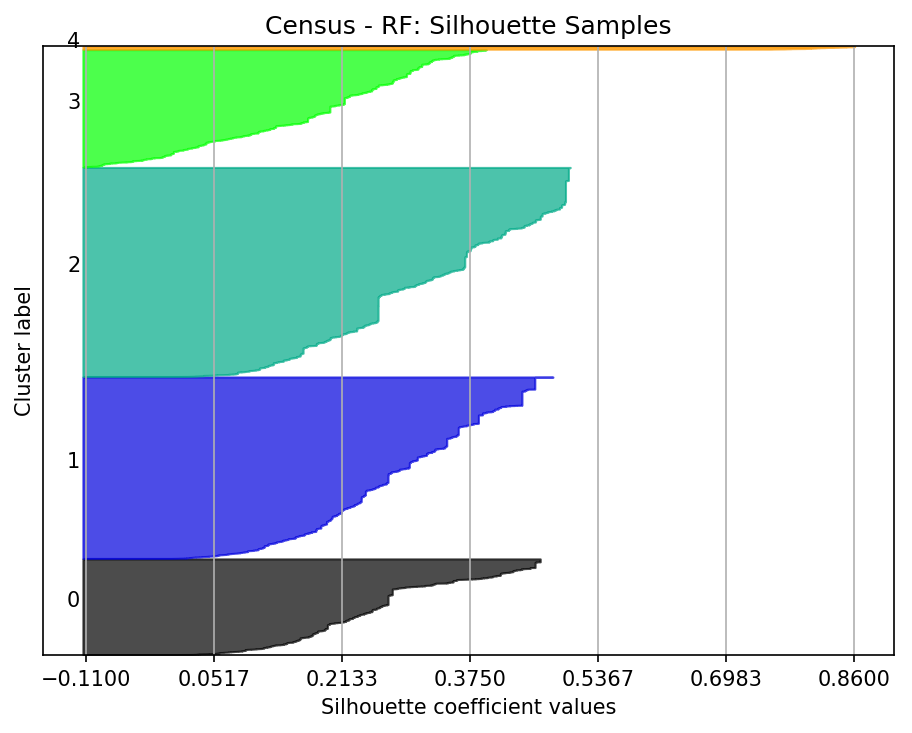 Census - RF: Silhouette Samples
4
3
2
1
0
Cluster label
−0.1100 0.0517 0.2133 0.3750 0.5367 0.6983 0.8600
Silhouette coefficient values